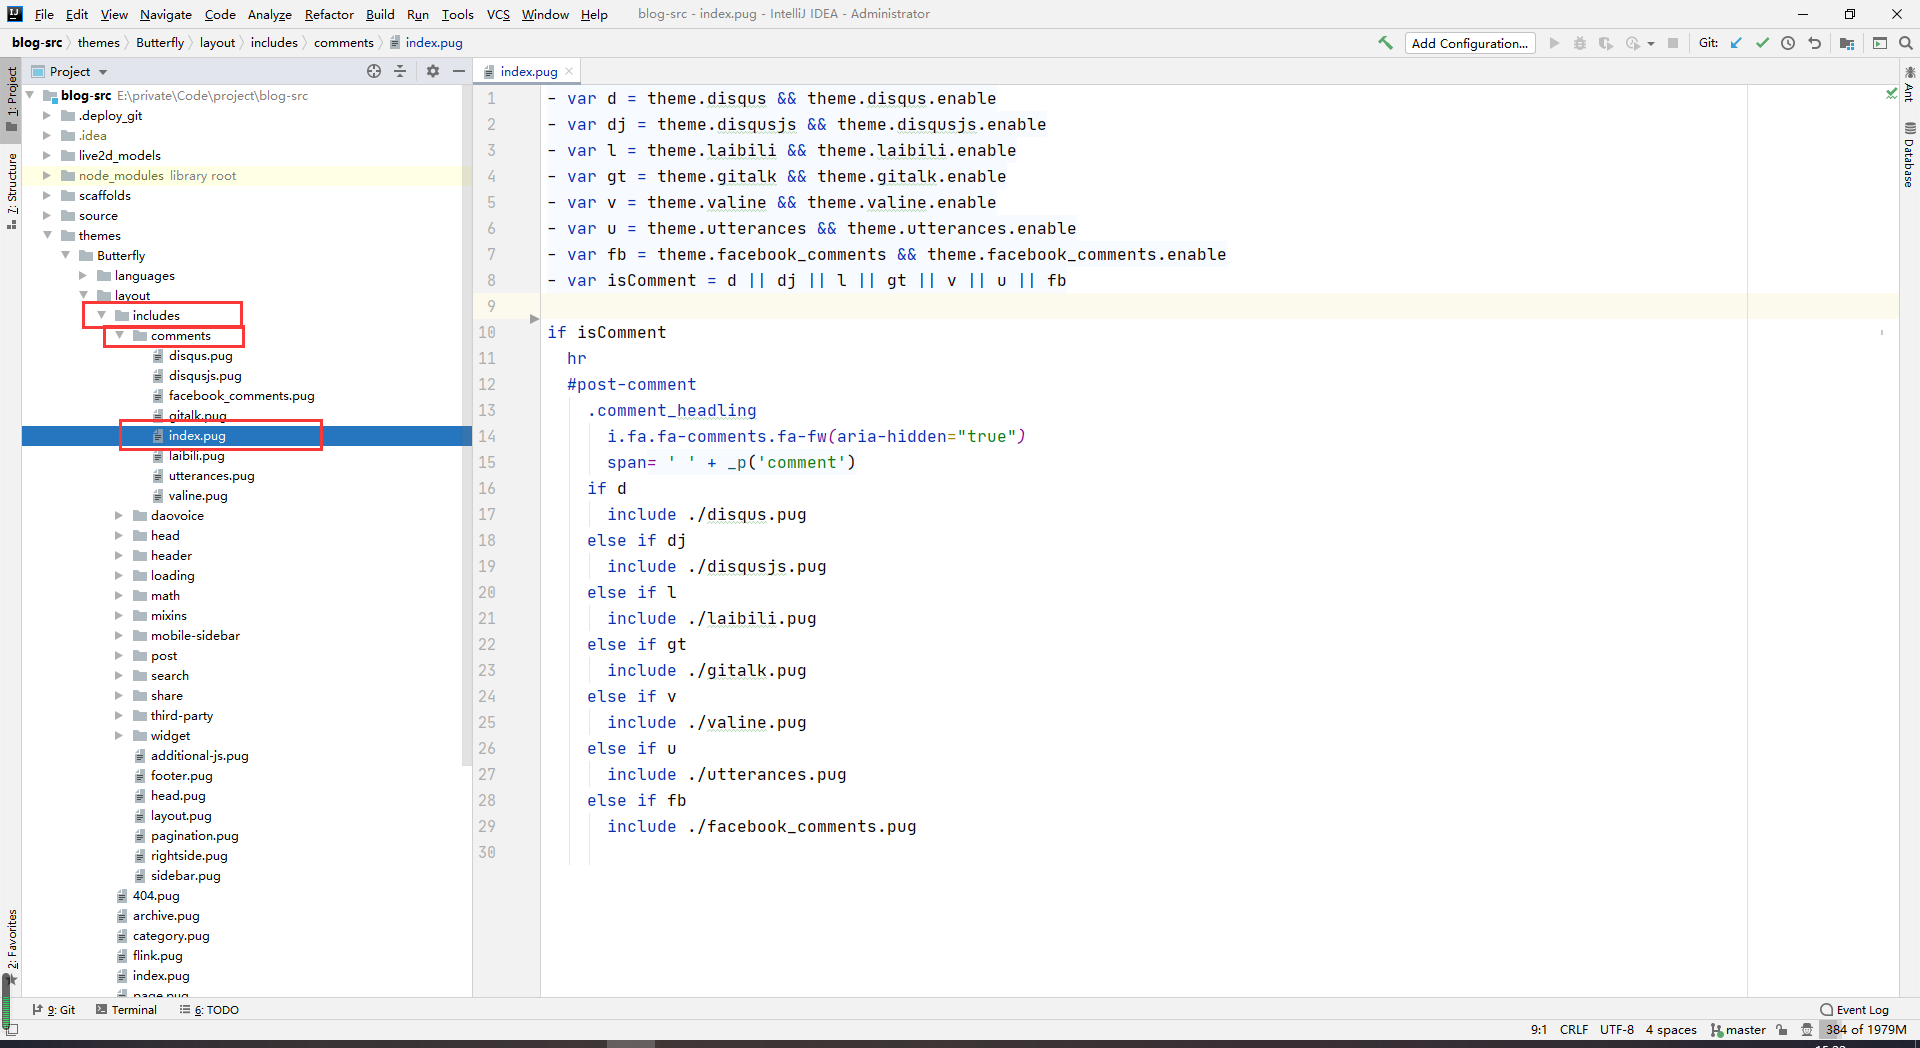 File Edit View Navigate Code Analyze Refactor Build Run Tools VCS Window Help blog-src - index.pug - IntelliJ IDEA - Administrator
blog-src themes Butterfly layout includes comments index.pug Add Configuration... Git:
1: Project
7: Structure
2: Favorites
Project
blog-src E:\private\Code\project\blog-src
.deploy_git
.idea
live2d_models
node_modules library root
scaffolds
source
themes
Butterfly
languages
layout
includes
comments
disqus.pug
disqusjs.pug
facebook_comments.pug
gitalk.pug
index.pug
laibili.pug
utterances.pug
valine.pug
daovoice
head
header
loading
math
mixins
mobile-sidebar
post
search
share
third-party
widget
additional-js.pug
footer.pug
head.pug
layout.pug
pagination.pug
rightside.pug
sidebar.pug
404.pug
archive.pug
category.pug
flink.pug
index.pug
page.pug
index.pug
1 - var d = theme.disqus && theme.disqus.enable
2 - var dj = theme.disqusjs && theme.disqusjs.enable
3 - var l = theme.laibili && theme.laibili.enable
4 - var gt = theme.gitalk && theme.gitalk.enable
5 - var v = theme.valine && theme.valine.enable
6 - var u = theme.utterances && theme.utterances.enable
7 - var fb = theme.facebook_comments && theme.facebook_comments.enable
8 - var isComment = d || dj || l || gt || v || u || fb
9
10 if isComment
11 hr
12 #post-comment
13 .comment_headling
14 i.fa.fa-comments.fa-fw(aria-hidden="true")
15 span= ' ' + _p('comment')
16 if d
17 include ./disqus.pug
18 else if dj
19 include ./disqusjs.pug
20 else if l
21 include ./laibili.pug
22 else if gt
23 include ./gitalk.pug
24 else if v
25 include ./valine.pug
26 else if u
27 include ./utterances.pug
28 else if fb
29 include ./facebook_comments.pug
30
Ant
Database
9: Git Terminal 6: TODO Event Log
9:1 CRLF UTF-8 4 spaces master 384 of 1979M